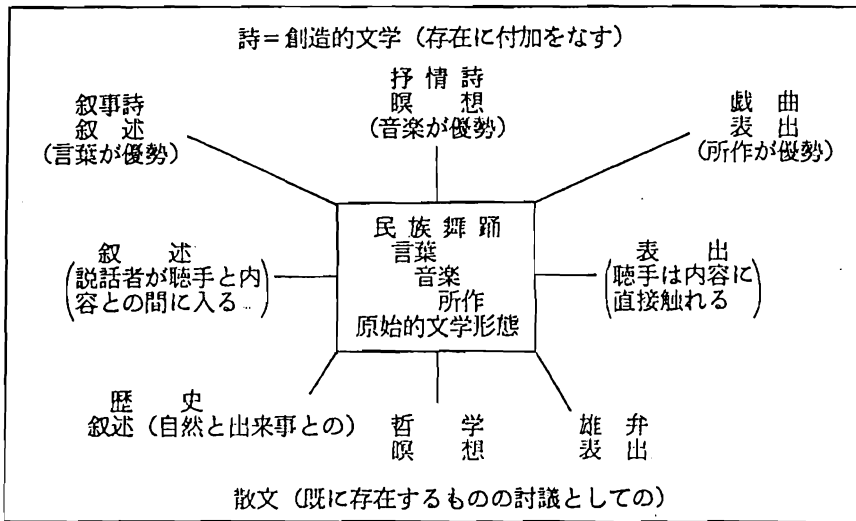 詩＝創造的文学（存在に付加をなす）
叙事詩
叙述
（言葉が優勢）
抒情詩
瞑想
（音楽が優勢）
戯曲
表出
（所作が優勢）
叙述
（説話者が聴手と内
容との間に入る）
民族舞踊
言葉
音楽
所作
原始的文学形態
表出
（聴手は内容に
直接触れる）
歴史
叙述（自然と出来事との）
哲学
瞑想
雄弁
表出
散文（既に存在するものの討議としての）